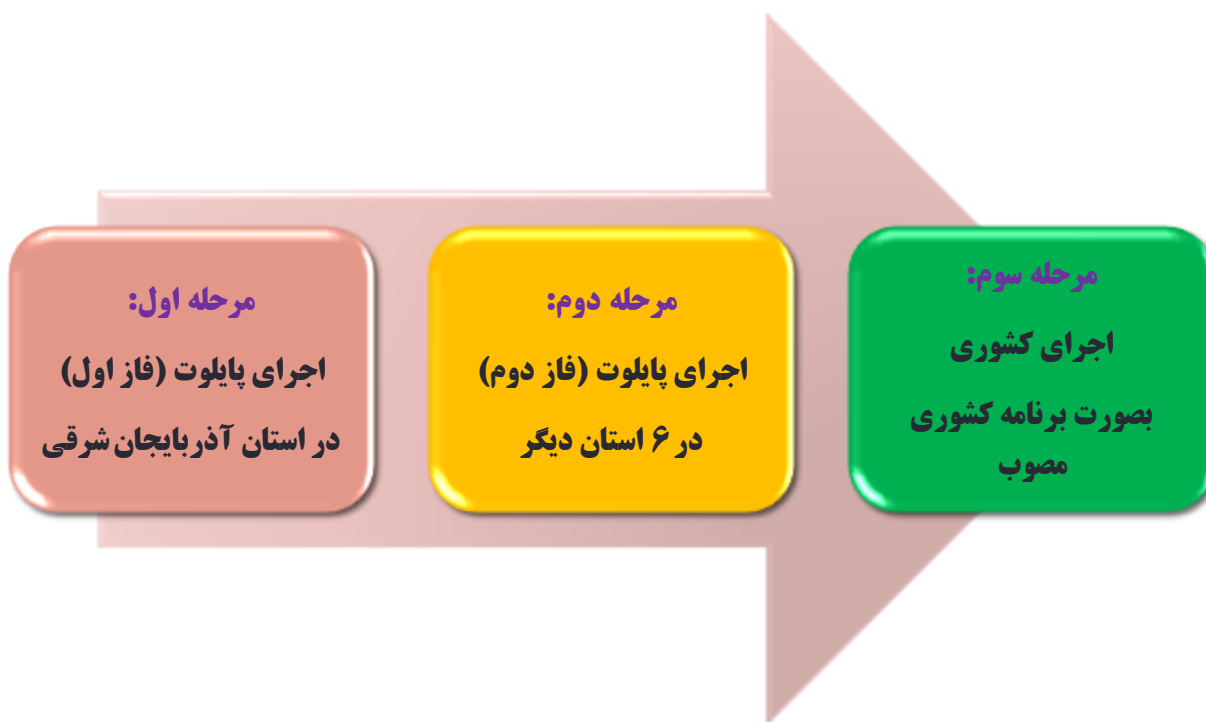 مرحله اول:
اجرای پایلوت (فاز اول)
در استان آذربایجان شرقی
مرحله دوم:
اجرای پایلوت (فاز دوم)
در ۶ استان دیگر
مرحله سوم:
اجرای کشوری
بصورت برنامه کشوری
مصوب